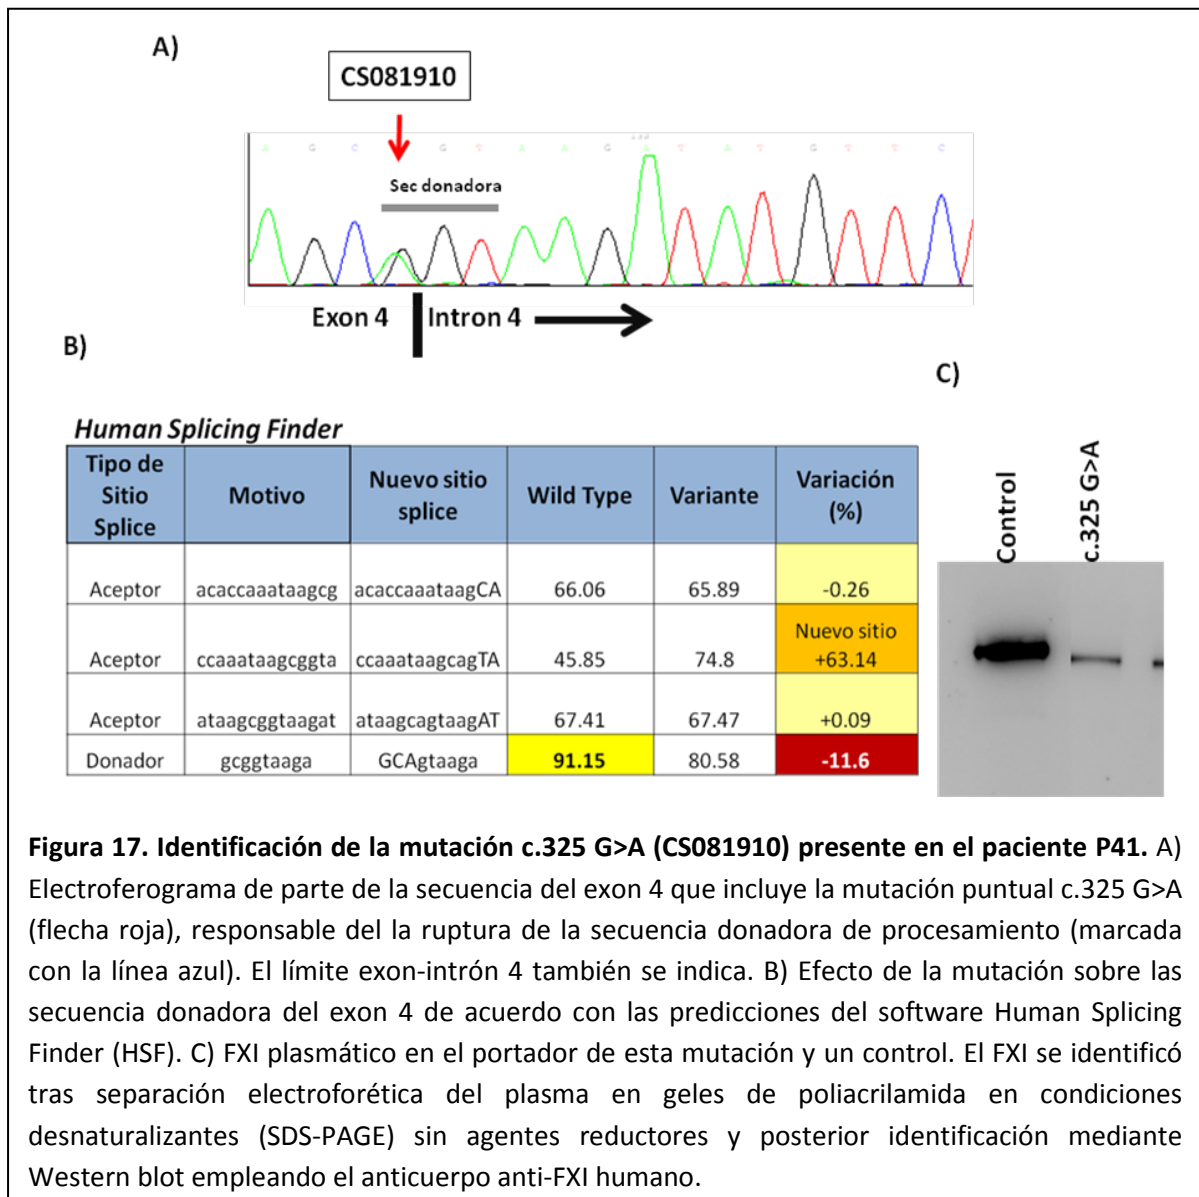 A)
CS081910
A G C G T A A G A T A T G T T C
Sec donadora
Exon 4 Intron 4
B)
C)
Human Splicing Finder
Tipo de Sitio Splice Motivo Nuevo sitio splice Wild Type Variante Variación (%)
Aceptor acaccaaataagcg acaccaaataagCA 66.06 65.89 -0.26
Aceptor ccaaataagcggta ccaaataagcagTA 45.85 74.8 Nuevo sitio +63.14
Aceptor ataagcggtaagat ataagcagtaagAT 67.41 67.47 +0.09
Donador gcggtaaga GCAgtaaga 91.15 80.58 -11.6
Control
c.325 G>A
Figura 17. Identificación de la mutación c.325 G>A (CS081910) presente en el paciente P41. A)
Electroferograma de parte de la secuencia del exon 4 que incluye la mutación puntual c.325 G>A
(flecha roja), responsable del la ruptura de la secuencia donadora de procesamiento (marcada
con la línea azul). El límite exon-intrón 4 también se indica. B) Efecto de la mutación sobre las
secuencia donadora del exon 4 de acuerdo con las predicciones del software Human Splicing
Finder (HSF). C) FXI plasmático en el portador de esta mutación y un control. El FXI se identificó
tras separación electroforética del plasma en geles de poliacrilamida en condiciones
desnaturalizantes (SDS-PAGE) sin agentes reductores y posterior identificación mediante
Western blot empleando el anticuerpo anti-FXI humano.